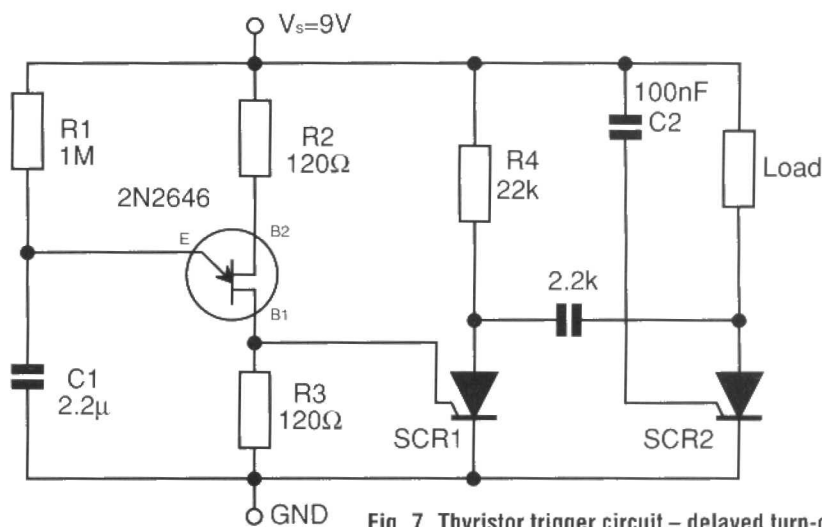 Vs=9V
R1
1M
R2
120Ω
2N2646
E
B2
B1
R4
22k
100nF
C2
Load
2.2k
C1
2.2μ
R3
120Ω
SCR1
SCR2
GND
Fig. 7 Thyristor trigger circuit – delayed